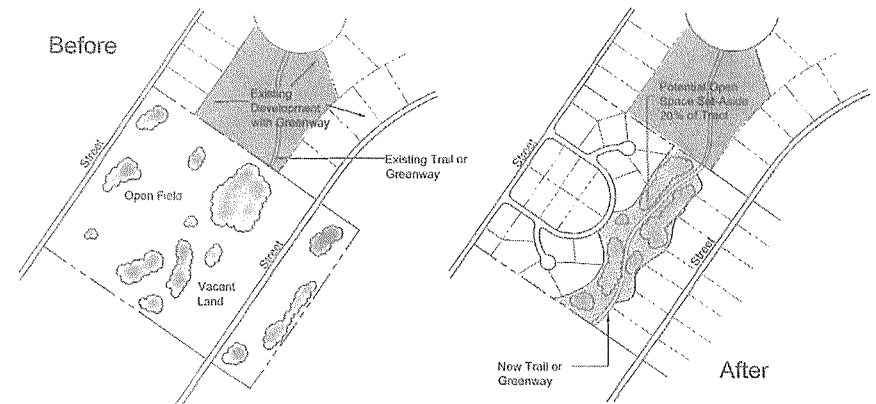 Before
Existing
Development
with Greenway
Existing Trail or
Greenway
Street
Open Field
Street
Vacant
Land
Potential Open
Space Set-Aside
20% of Tract
Street
Street
New Trail or
Greenway
After